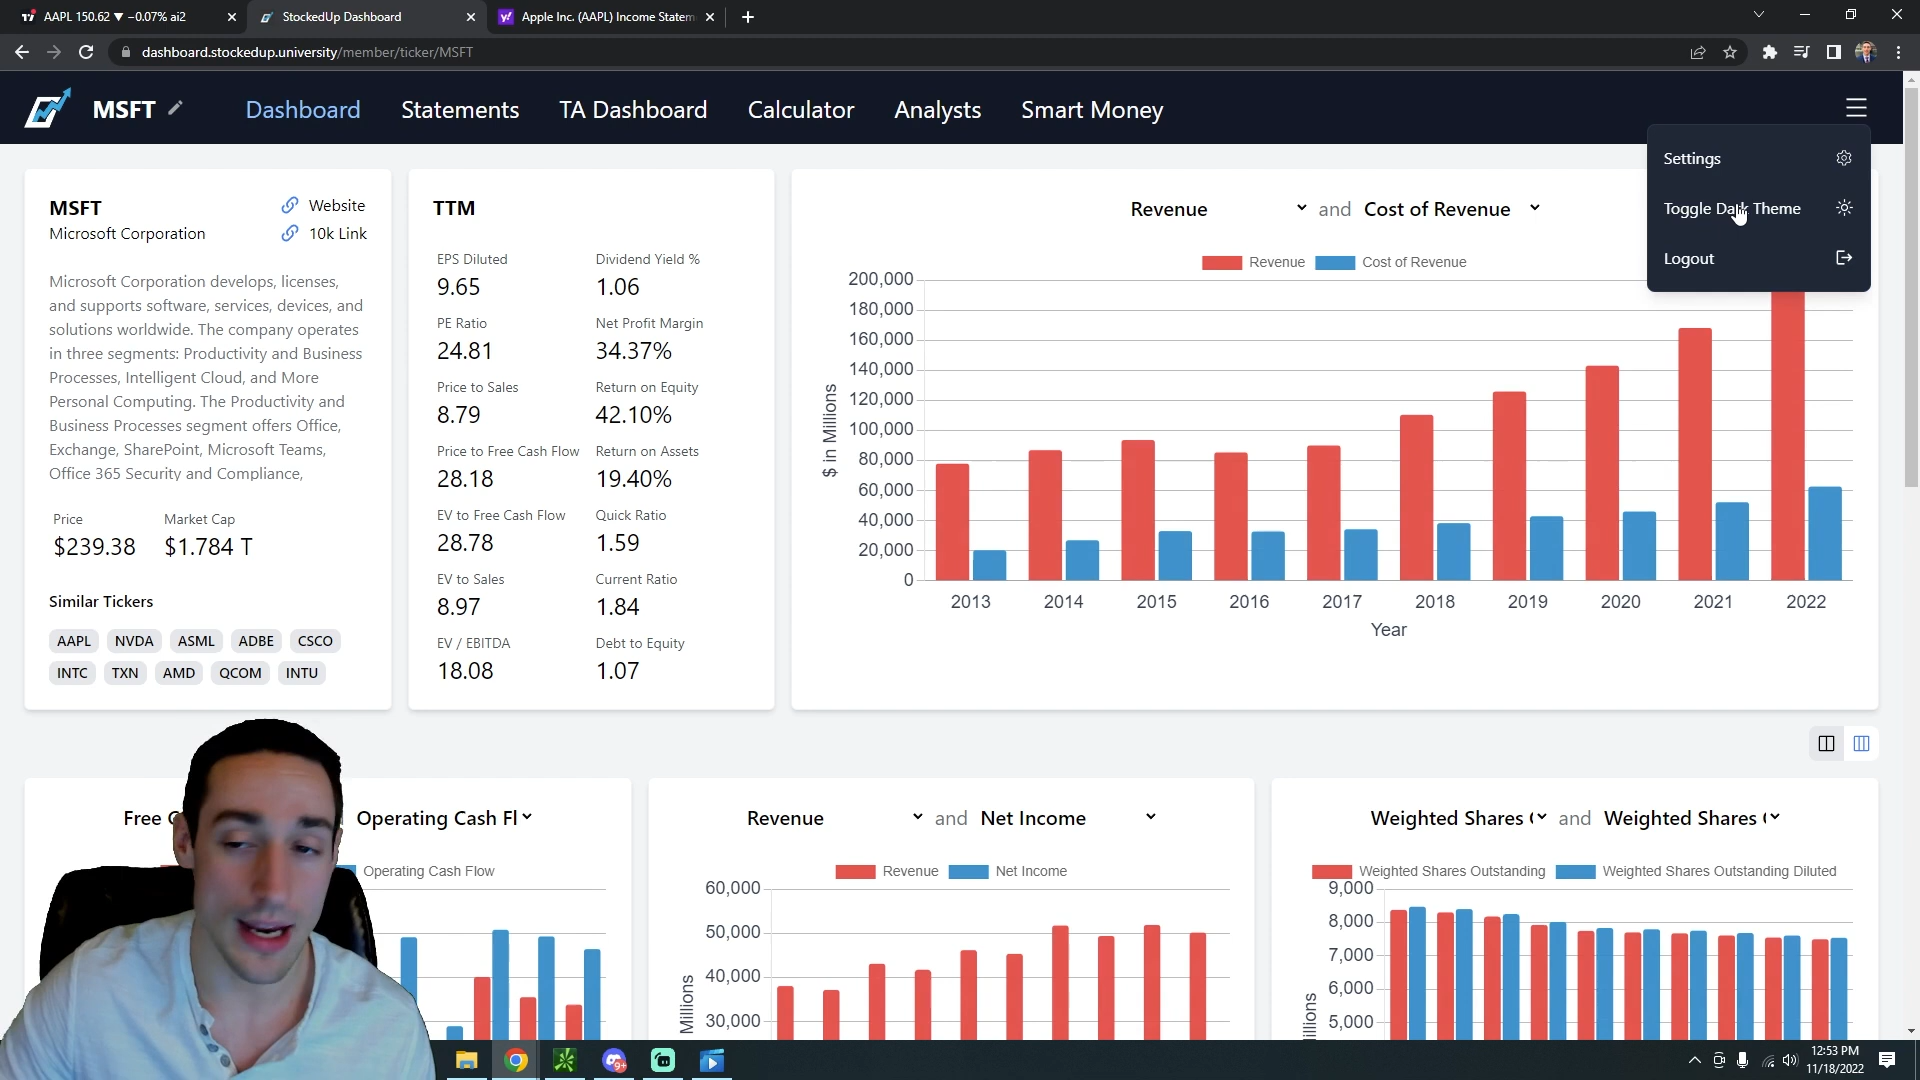 AAPL 150.62 ▼ −0.07% ai2
StockedUp Dashboard
Apple Inc. (AAPL) Income Statem
dashboard.stockedup.university/member/ticker/MSFT
MSFT
Dashboard
Statements
TA Dashboard
Calculator
Analysts
Smart Money
Settings
Toggle Dark Theme
Logout
MSFT
Website
Microsoft Corporation
10k Link
Microsoft Corporation develops, licenses,
and supports software, services, devices, and
solutions worldwide. The company operates
in three segments: Productivity and Business
Processes, Intelligent Cloud, and More
Personal Computing. The Productivity and
Business Processes segment offers Office,
Exchange, SharePoint, Microsoft Teams,
Office 365 Security and Compliance,
Price
Market Cap
$239.38
$1.784 T
Similar Tickers
AAPL NVDA ASML ADBE CSCO
INTC TXN AMD QCOM INTU
TTM
EPS Diluted
Dividend Yield %
9.65
1.06
PE Ratio
Net Profit Margin
24.81
34.37%
Price to Sales
Return on Equity
8.79
42.10%
Price to Free Cash Flow
Return on Assets
28.18
19.40%
EV to Free Cash Flow
Quick Ratio
28.78
1.59
EV to Sales
Current Ratio
8.97
1.84
EV / EBITDA
Debt to Equity
18.08
1.07
Revenue and Cost of Revenue
Revenue
Cost of Revenue
$ in Millions
200,000
180,000
160,000
140,000
120,000
100,000
80,000
60,000
40,000
20,000
0
2013 2014 2015 2016 2017 2018 2019 2020 2021 2022
Year
Free Operating Cash Fl
Operating Cash Flow
Revenue and Net Income
Revenue
Net Income
60,000
50,000
40,000
30,000
Millions
Weighted Shares ( and Weighted Shares (
Weighted Shares Outstanding
Weighted Shares Outstanding Diluted
9,000
8,000
7,000
6,000
5,000
illions
9+
12:53 PM
11/18/2022